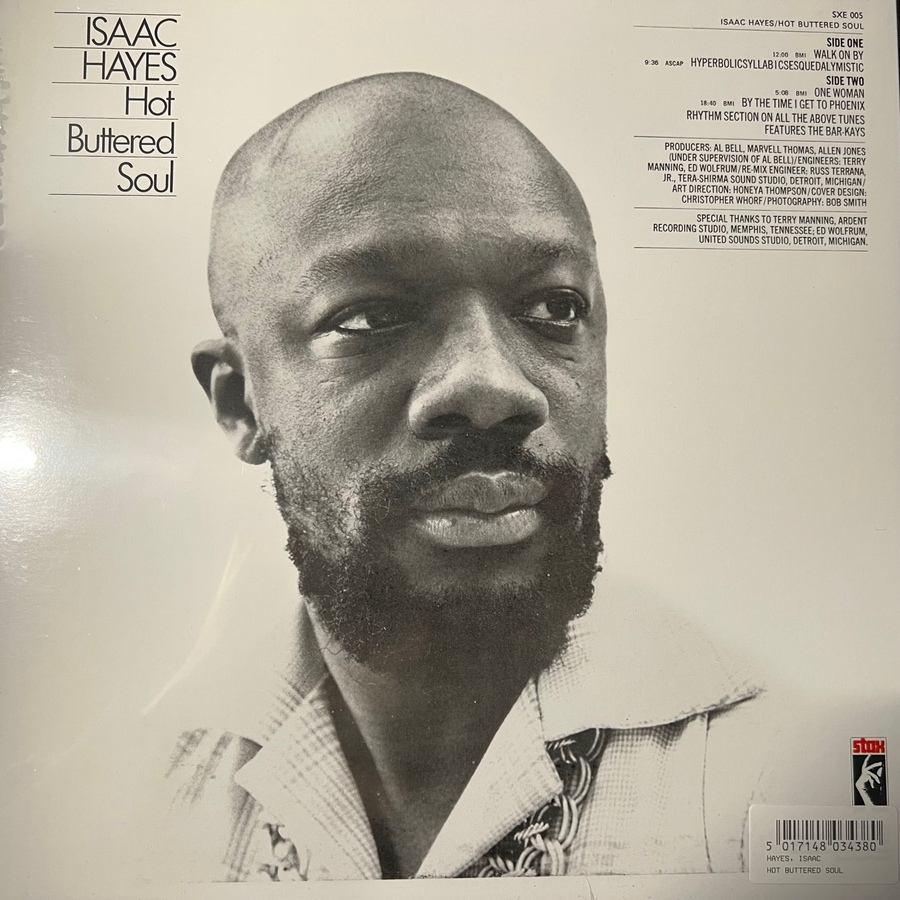 ISAAC
HAYES
Hot
Buttered
Soul
SXE 005
ISAAC HAYES/HOT BUTTERED SOUL
SIDE ONE
12:00 BMI WALK ON BY
9:36 ASCAP HYPERBOLICSYLLABICSESQUEDALYMISTIC
SIDE TWO
5:08 BMI ONE WOMAN
18:40 BMI BY THE TIME I GET TO PHOENIX
RHYTHM SECTION ON ALL THE ABOVE TUNES
FEATURES THE BAR-KAYS
PRODUCERS: AL BELL, MARVELL THOMAS, ALLEN JONES
(UNDER SUPERVISION OF AL BELL)/ENGINEERS: TERRY
MANNING, ED WOLFRUM/RE-MIX ENGINEER: RUSS TERRANA,
JR., TERA-SHIRMA SOUND STUDIO, DETROIT, MICHIGAN/
ART DIRECTION: HONEYA THOMPSON/COVER DESIGN:
CHRISTOPHER WHORF/PHOTOGRAPHY: BOB SMITH
SPECIAL THANKS TO TERRY MANNING, ARDENT
RECORDING STUDIO, MEMPHIS, TENNESSEE; ED WOLFRUM,
UNITED SOUNDS STUDIO, DETROIT, MICHIGAN.
stax
5 017148 034380
HAYES, ISAAC
HOT BUTTERED SOUL